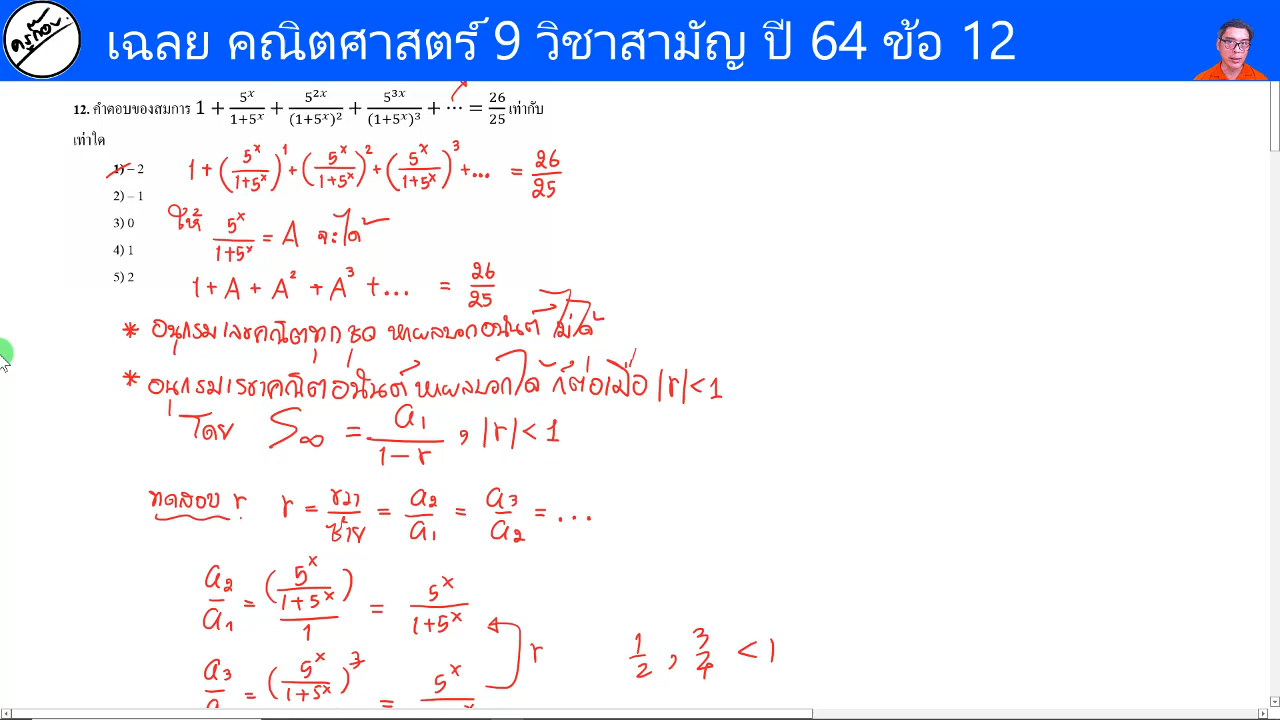 ครูก๊อบ
เฉลย คณิตศาสตร์ 9 วิชาสามัญ ปี 64 ข้อ 12
12. คำตอบของสมการ 1 + 5^x/(1+5^x) + 5^{2x}/(1+5^x)^2 + 5^{3x}/(1+5^x)^3 + ⋯ = 26/25 เท่ากับ
เท่าใด
1) – 2
1 + (5^x/(1+5^x))^1 + (5^x/(1+5^x))^2 + (5^x/(1+5^x))^3 + ... = 26/25
2) – 1
3) 0
ให้ 5^x/(1+5^x) = A จะได้
4) 1
5) 2
1 + A + A^2 + A^3 + ... = 26/25
* อนุกรมเลขคณิตทุกชุด หาผลบวกอนันต์ไม่ได้
* อนุกรมเรขาคณิตอนันต์ หาผลบวกได้ ก็ต่อเมื่อ |r| < 1
โดย S∞ = a₁/(1−r) , |r| < 1
ทดสอบ r r = ขวา/ซ้าย = a₂/a₁ = a₃/a₂ = ...
a₂/a₁ = (5^x/(1+5^x))/1 = 5^x/(1+5^x)
r
1/2 , 3/4 < 1